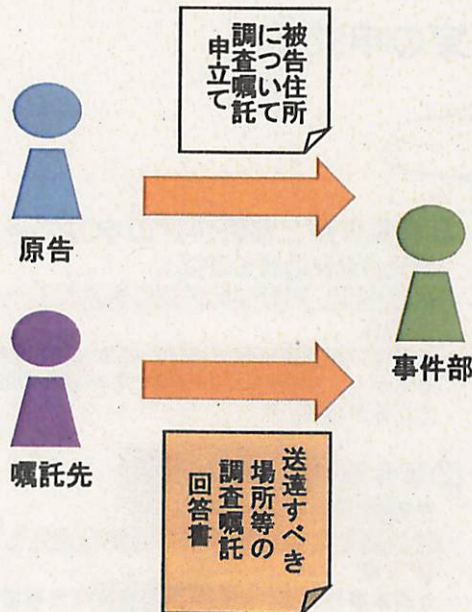 被告住所
について
調査嘱託
申立て
原告
事件部
嘱託先
送達すべき
場所等の
調査嘱託
回答書